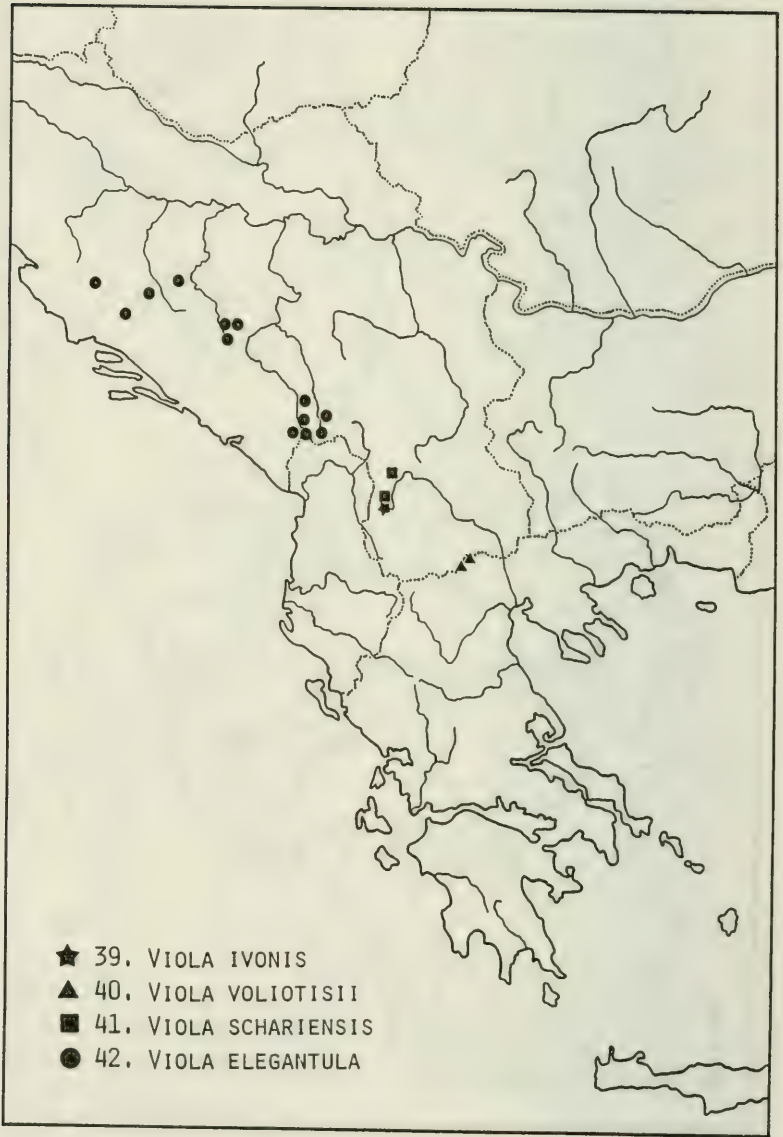 ★ 39. VIOLA IVONIS
▲ 40. VIOLA VOLIOTISII
■ 41. VIOLA SCHARIENSIS
● 42. VIOLA ELEGANTULA